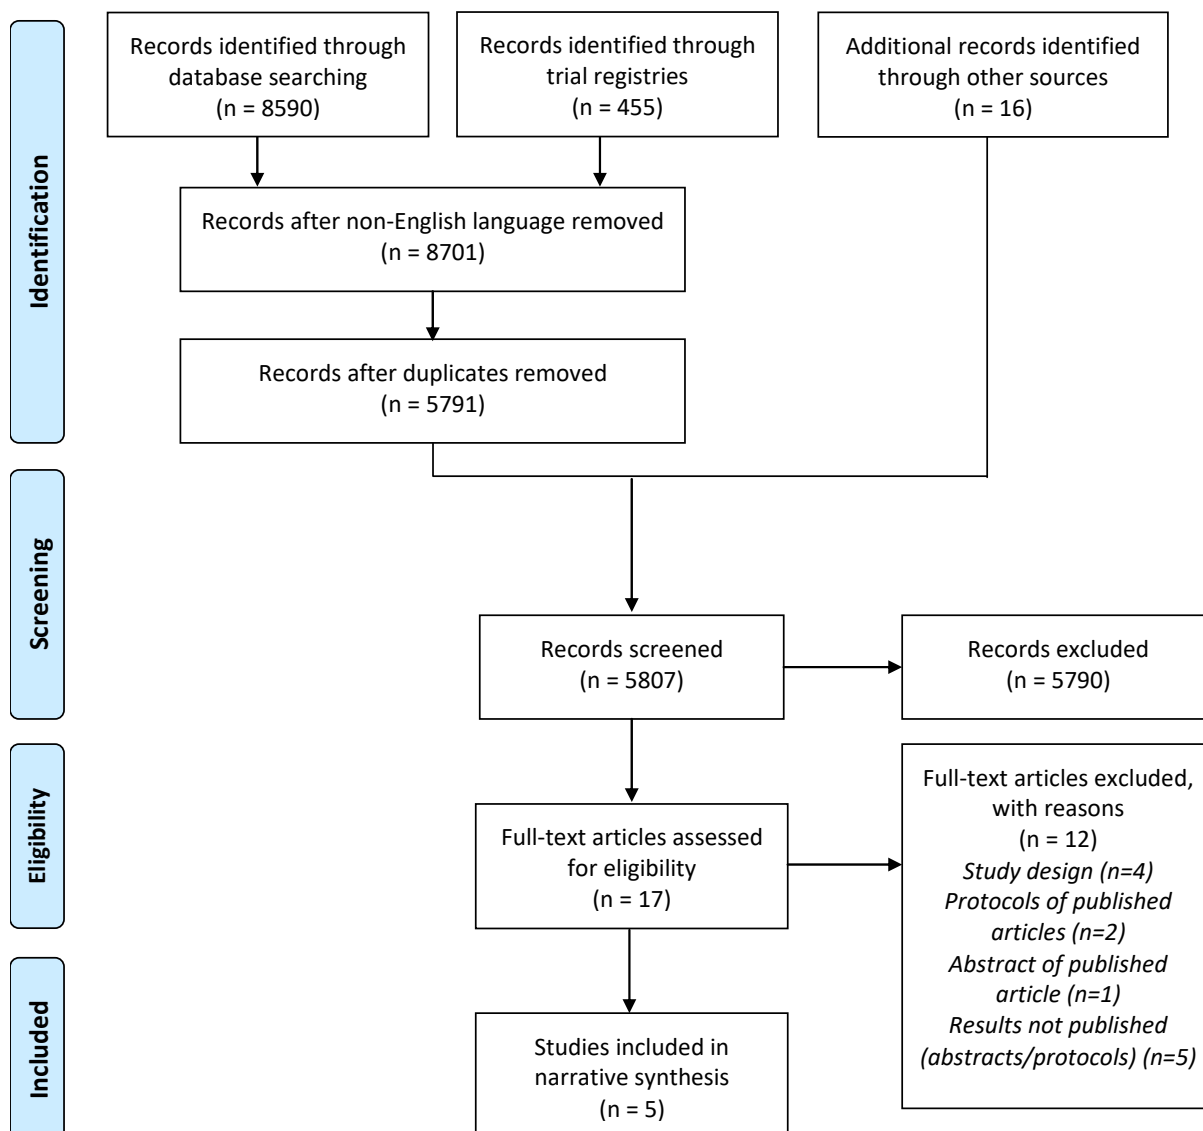 Identification
Records identified through
database searching
(n = 8590)
Records identified through
trial registries
(n = 455)
Additional records identified
through other sources
(n = 16)
Records after non-English language removed
(n = 8701)
Records after duplicates removed
(n = 5791)
Screening
Records screened
(n = 5807)
Records excluded
(n = 5790)
Eligibility
Full-text articles assessed
for eligibility
(n = 17)
Full-text articles excluded,
with reasons
(n = 12)
Study design (n=4)
Protocols of published
articles (n=2)
Abstract of published
article (n=1)
Results not published
(abstracts/protocols) (n=5)
Included
Studies included in
narrative synthesis
(n = 5)